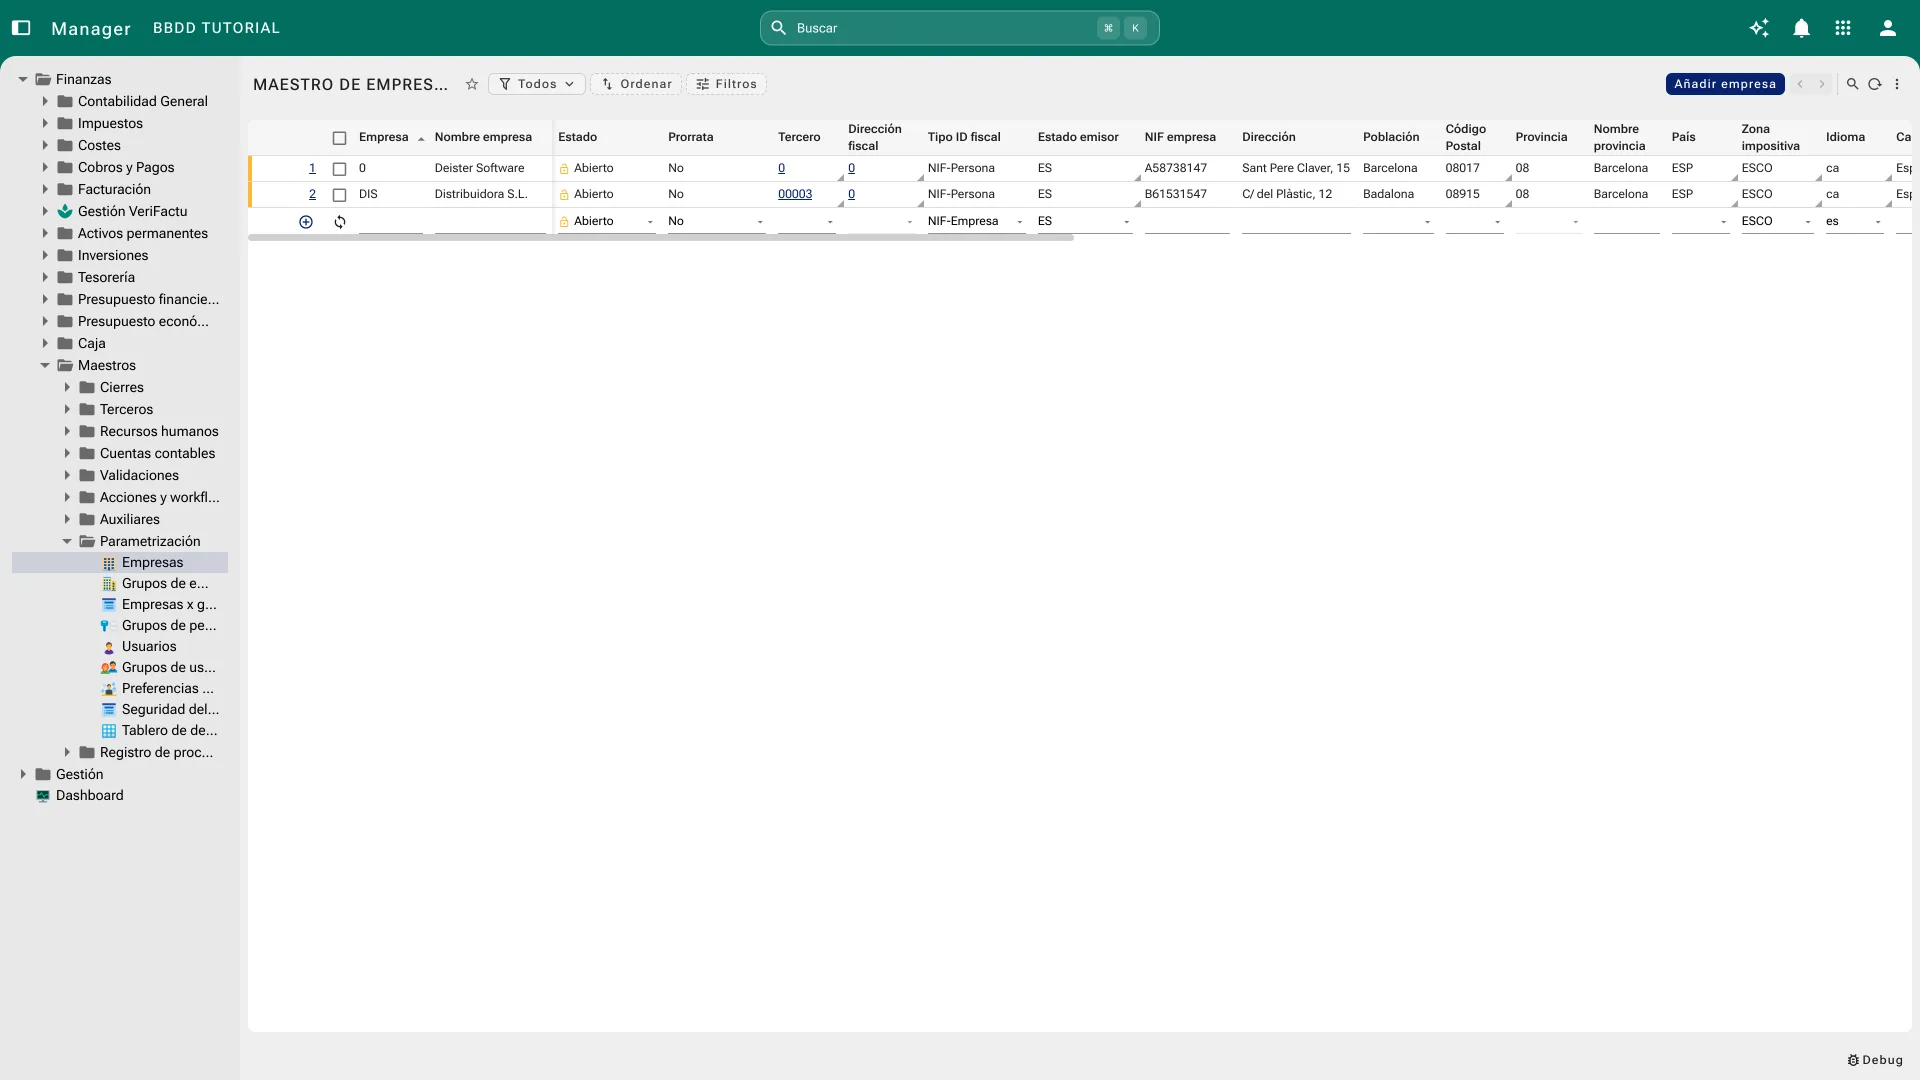 Manager BBDD TUTORIAL Buscar ⌘ K
Finanzas
Contabilidad General
Impuestos
Costes
Cobros y Pagos
Facturación
Gestión VeriFactu
Activos permanentes
Inversiones
Tesorería
Presupuesto financie...
Presupuesto econó...
Caja
Maestros
Cierres
Terceros
Recursos humanos
Cuentas contables
Validaciones
Acciones y workfl...
Auxiliares
Parametrización
Empresas
Grupos de e...
Empresas x g...
Grupos de pe...
Usuarios
Grupos de us...
Preferencias ...
Seguridad del...
Tablero de de...
Registro de proc...
Gestión
Dashboard
MAESTRO DE EMPRES... Todos Ordenar Filtros Añadir empresa
Empresa Nombre empresa Estado Prorrata Tercero Dirección fiscal Tipo ID fiscal Estado emisor NIF empresa Dirección Población Código Postal Provincia Nombre provincia País Zona impositiva Idioma Ca
1 0 Deister Software Abierto No 0 0 NIF-Persona ES A58738147 Sant Pere Claver, 15 Barcelona 08017 08 Barcelona ESP ESCO ca Esp
2 DIS Distribuidora S.L. Abierto No 00003 0 NIF-Persona ES B61531547 C/ del Plàstic, 12 Badalona 08915 08 Barcelona ESP ESCO ca Esp
Abierto No NIF-Empresa ES ESCO es
Debug